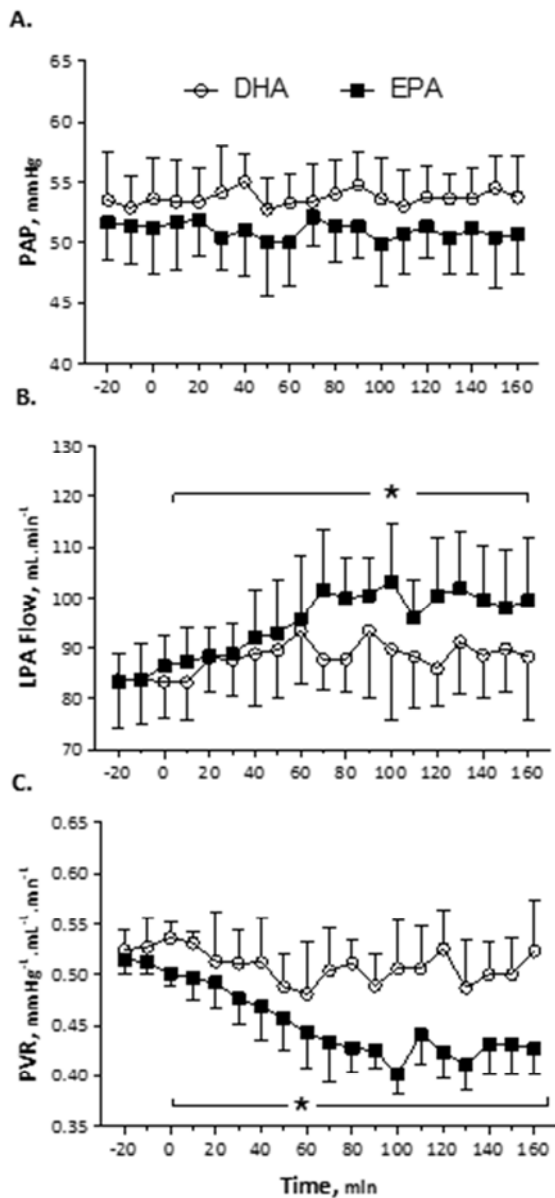 A.
65
DHA
EPA
60
55
50
45
40
PAP, mmHg
-20 0 20 40 60 80 100 120 140 160
B.
130
*
120
110
100
90
80
70
LPA Flow, mL.min-1
-20 0 20 40 60 80 100 120 140 160
C.
0.65
0.60
0.55
0.50
0.45
0.40
0.35
PVR, mmHg-1.mL-1.mn-1
*
-20 0 20 40 60 80 100 120 140 160
Time, min